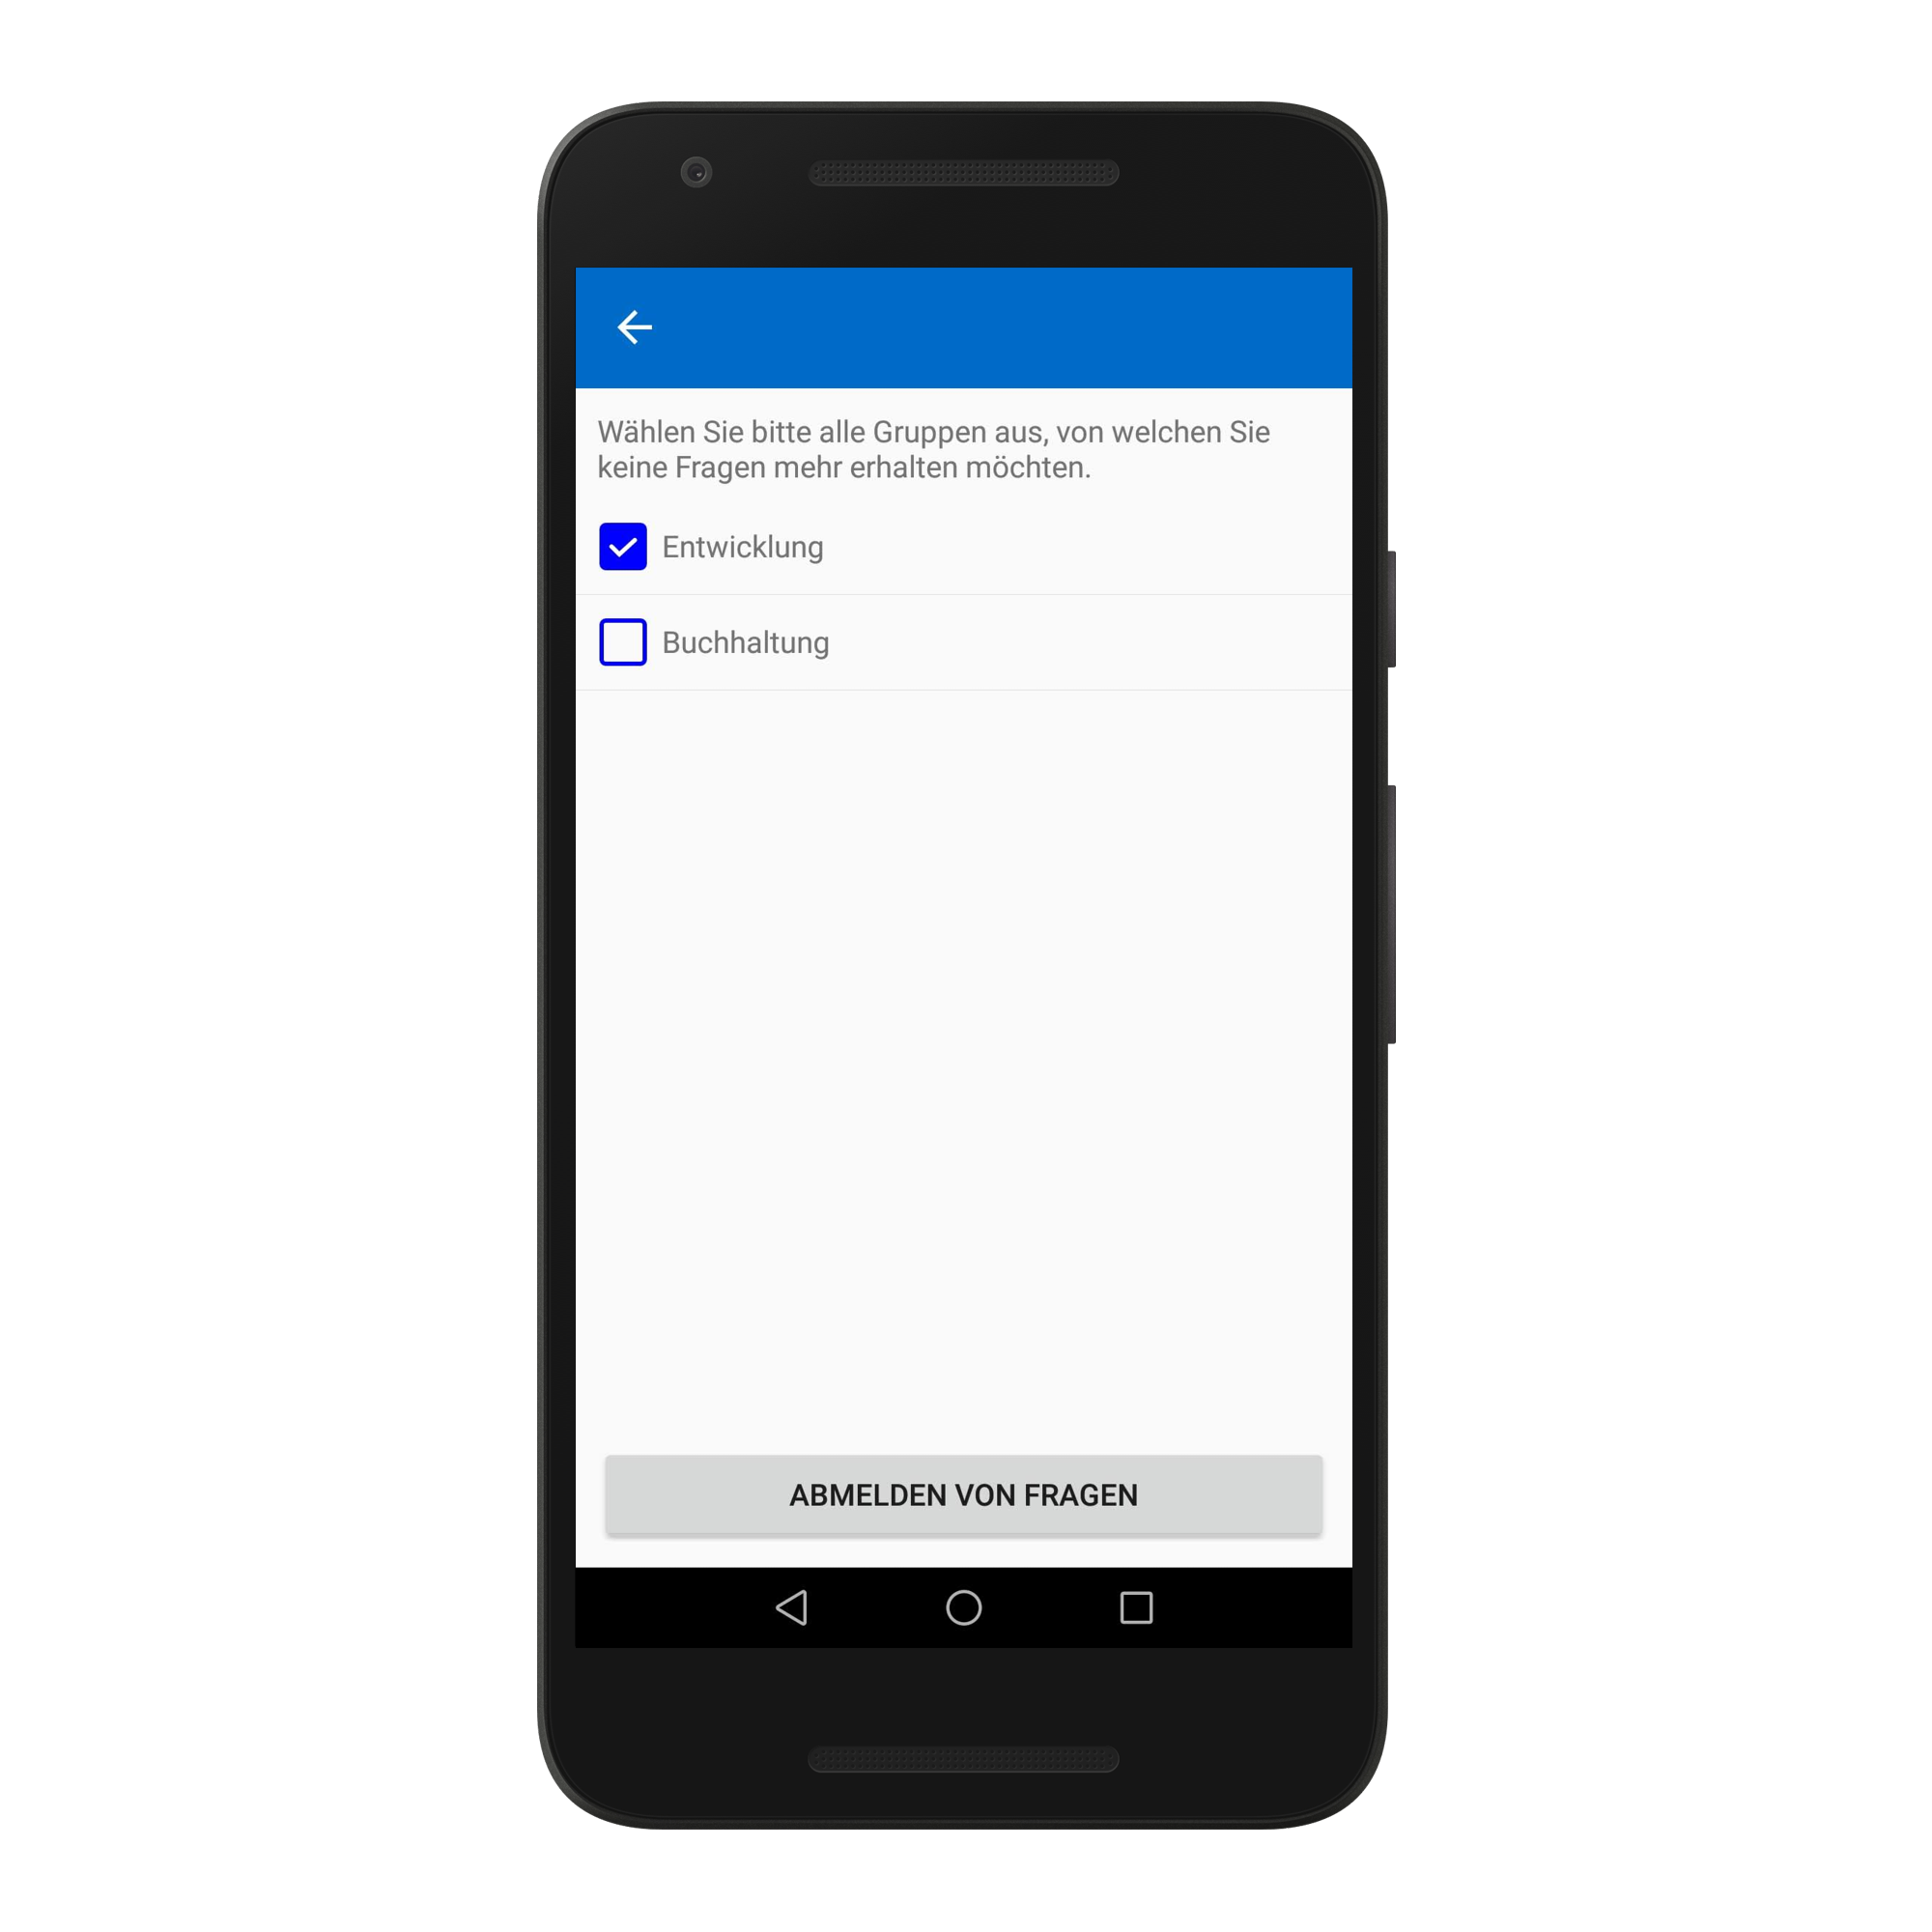 Wählen Sie bitte alle Gruppen aus, von welchen Sie
keine Fragen mehr erhalten möchten.
Entwicklung
Buchhaltung
ABMELDEN VON FRAGEN